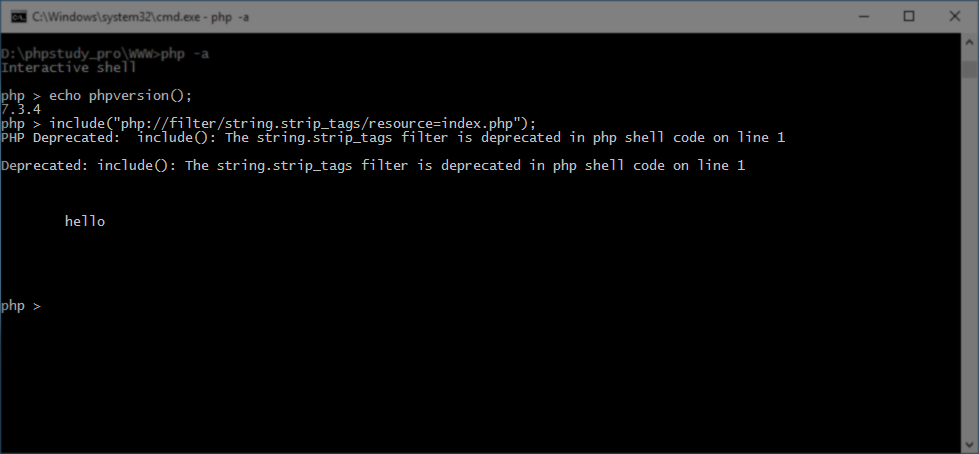 C:\Windows\system32\cmd.exe - php  -a
D:\phpstudy_pro\WWW>php -a
Interactive shell
php > echo phpversion();
7.3.4
php > include("php://filter/string.strip_tags/resource=index.php");
PHP Deprecated:  include(): The string.strip_tags filter is deprecated in php shell code on line 1
Deprecated: include(): The string.strip_tags filter is deprecated in php shell code on line 1
hello
php >